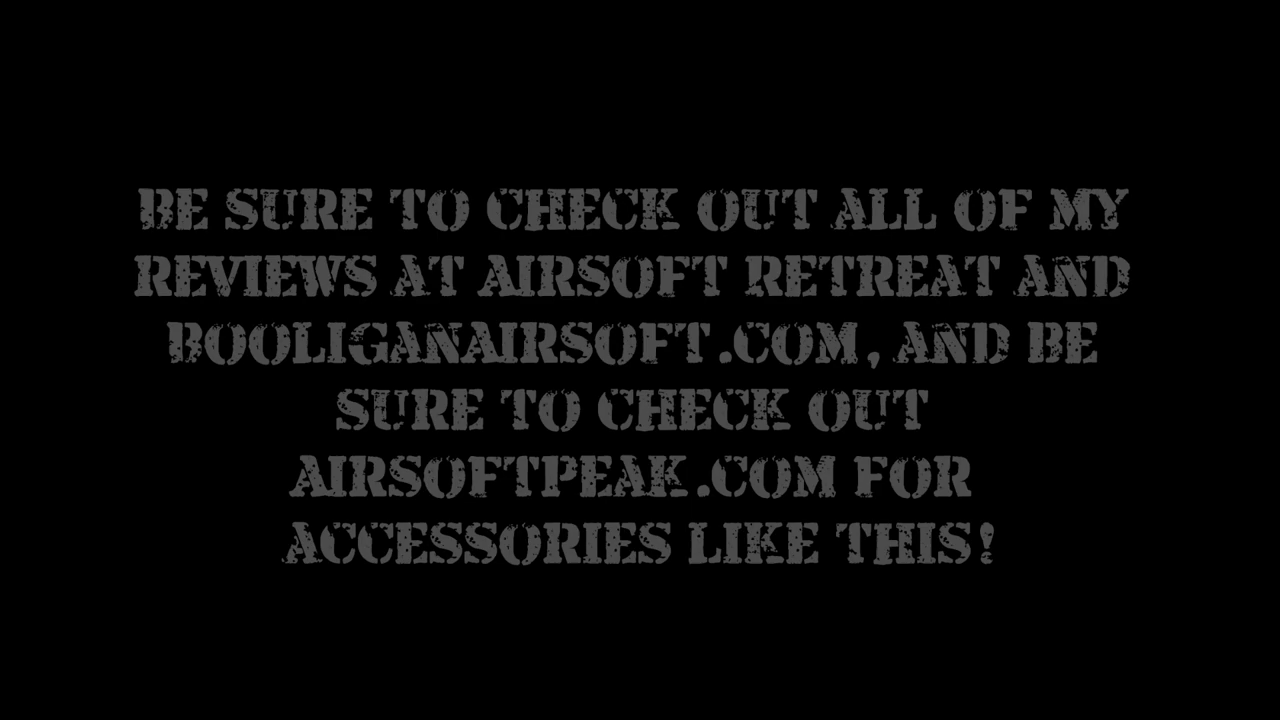 BE SURE TO CHECK OUT ALL OF MY
REVIEWS AT AIRSOFT RETREAT AND
BOOLIGANAIRSOFT.COM, AND BE
SURE TO CHECK OUT
AIRSOFTPEAK.COM FOR
ACCESSORIES LIKE THIS!